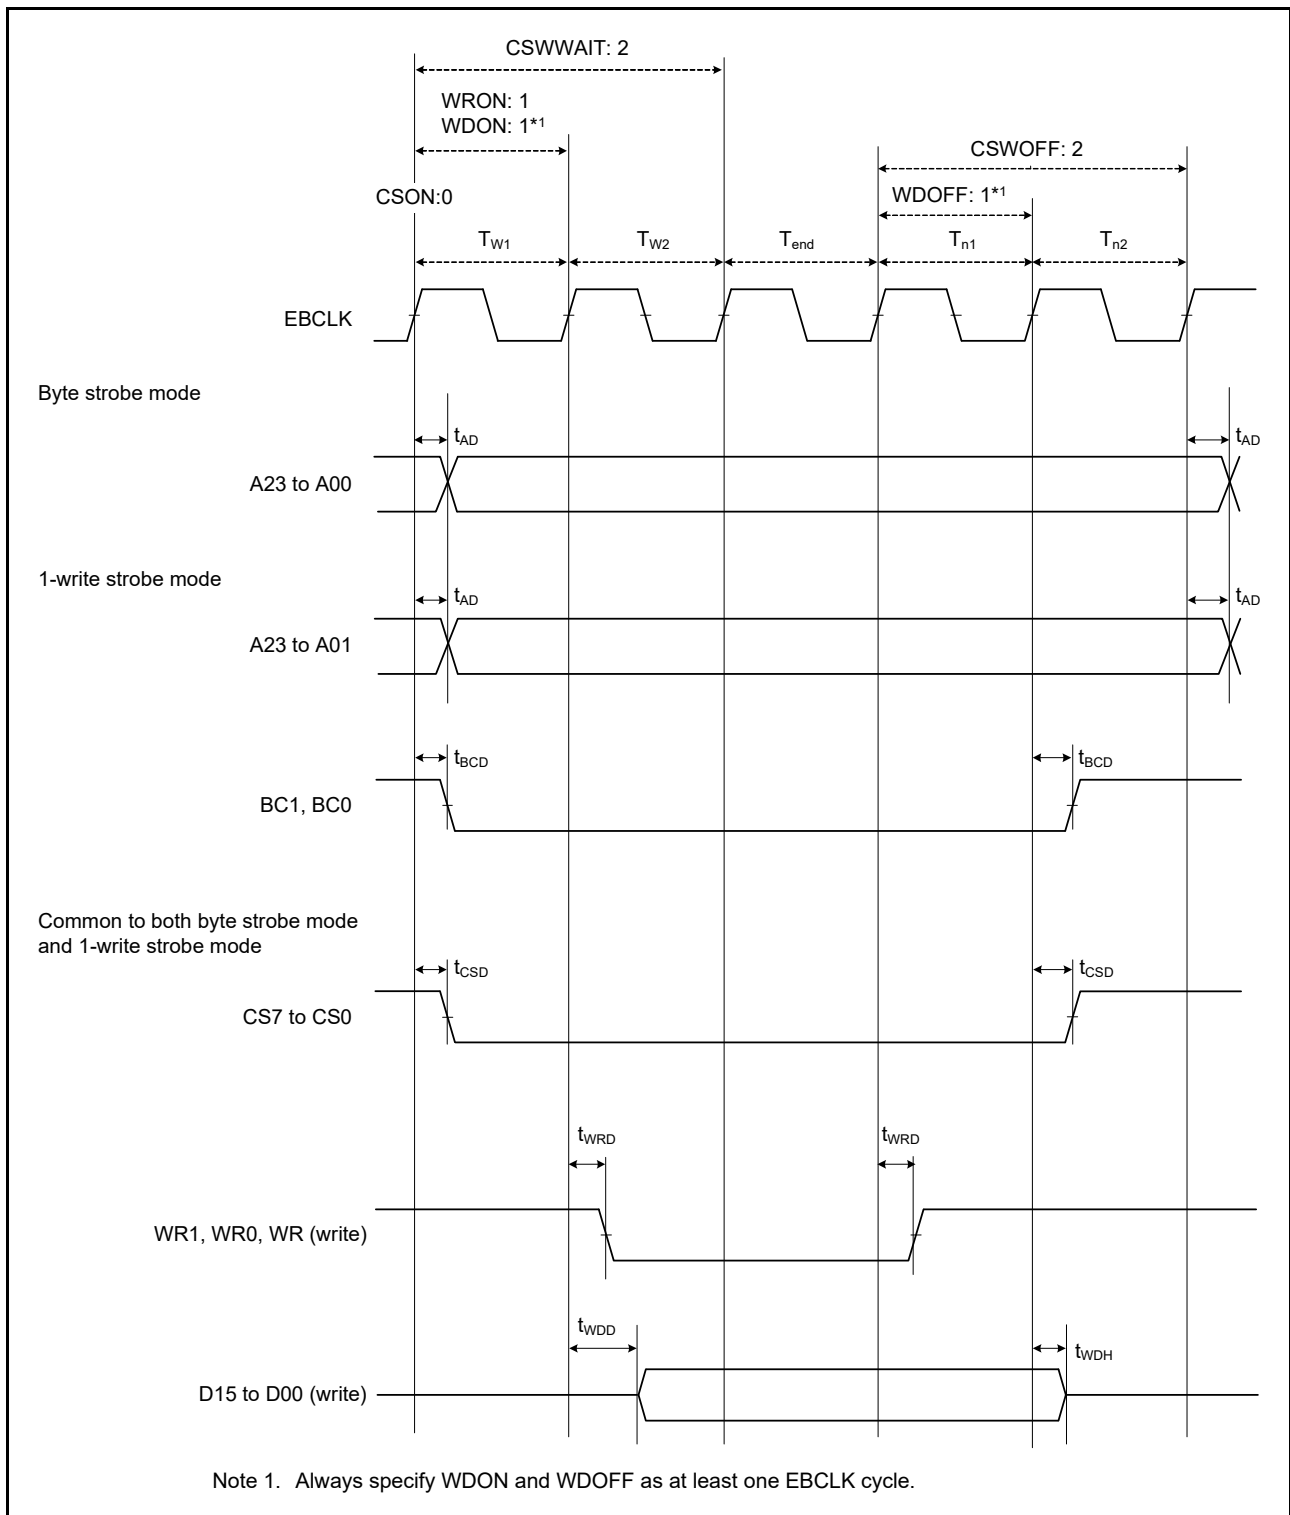 CSWWAIT: 2
WRON: 1
WDON: 1*1
CSWOFF: 2
WDOFF: 1*1
CSON:0
TW1 TW2 Tend Tn1 Tn2
EBCLK
Byte strobe mode
tAD tAD
A23 to A00
1-write strobe mode
tAD tAD
A23 to A01
tBCD tBCD
BC1, BC0
Common to both byte strobe mode
and 1-write strobe mode
tCSD tCSD
CS7 to CS0
tWRD tWRD
WR1, WR0, WR (write)
tWDD tWDH
D15 to D00 (write)
Note 1. Always specify WDON and WDOFF as at least one EBCLK cycle.